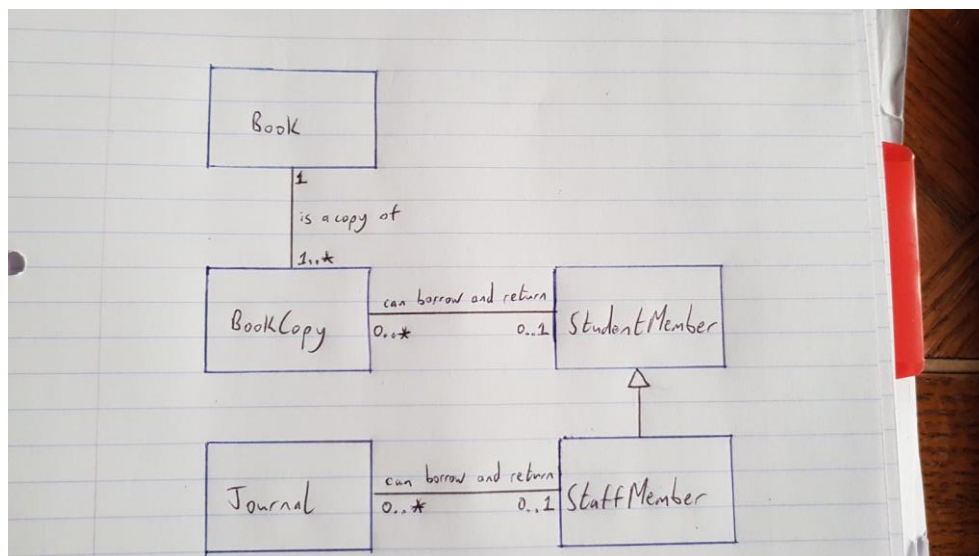 Book
1
is a copy of
1..*
BookCopy
can borrow and return
0..*
0..1
StudentMember
Journal
can borrow and return
0..*
0..1
StaffMember